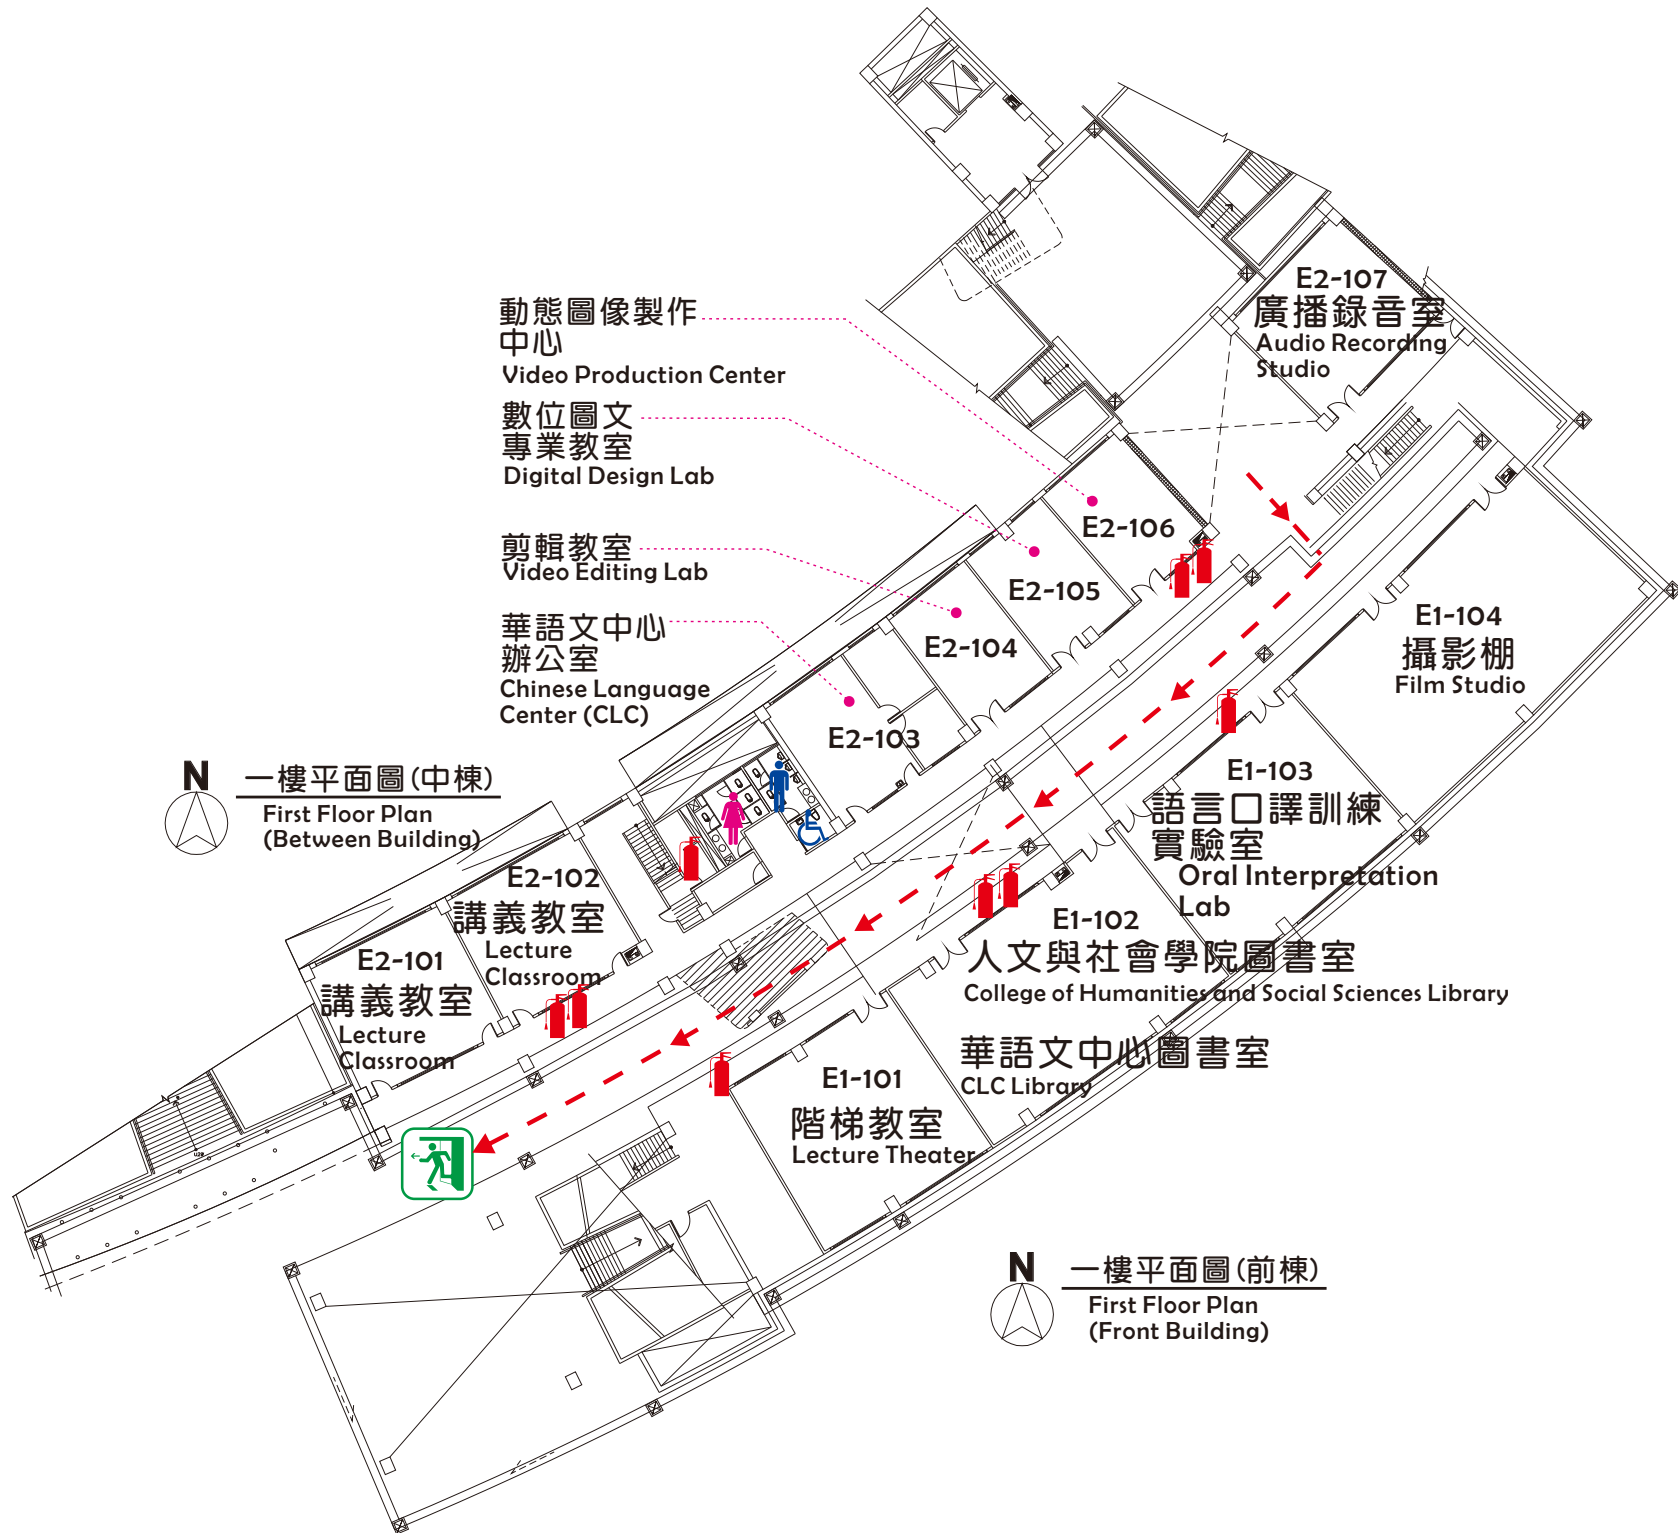 E2-107
廣播錄音室
Audio Recording
Studio
動態圖像製作
中心
Video Production Center
數位圖文
專業教室
Digital Design Lab
剪輯教室
Video Editing Lab
華語文中心
辦公室
Chinese Language
Center (CLC)
E2-106
E2-105
E2-104
E2-103
E1-104
攝影棚
Film Studio
N
一樓平面圖(中棟)
First Floor Plan
(Between Building)
E1-103
語言口譯訓練
實驗室
Oral Interpretation
Lab
E2-102
講義教室
Lecture
Classroom
E2-101
講義教室
Lecture
Classroom
E1-102
人文與社會學院圖書室
College of Humanities and Social Sciences Library
華語文中心圖書室
CLC Library
E1-101
階梯教室
Lecture Theater
N
一樓平面圖(前棟)
First Floor Plan
(Front Building)